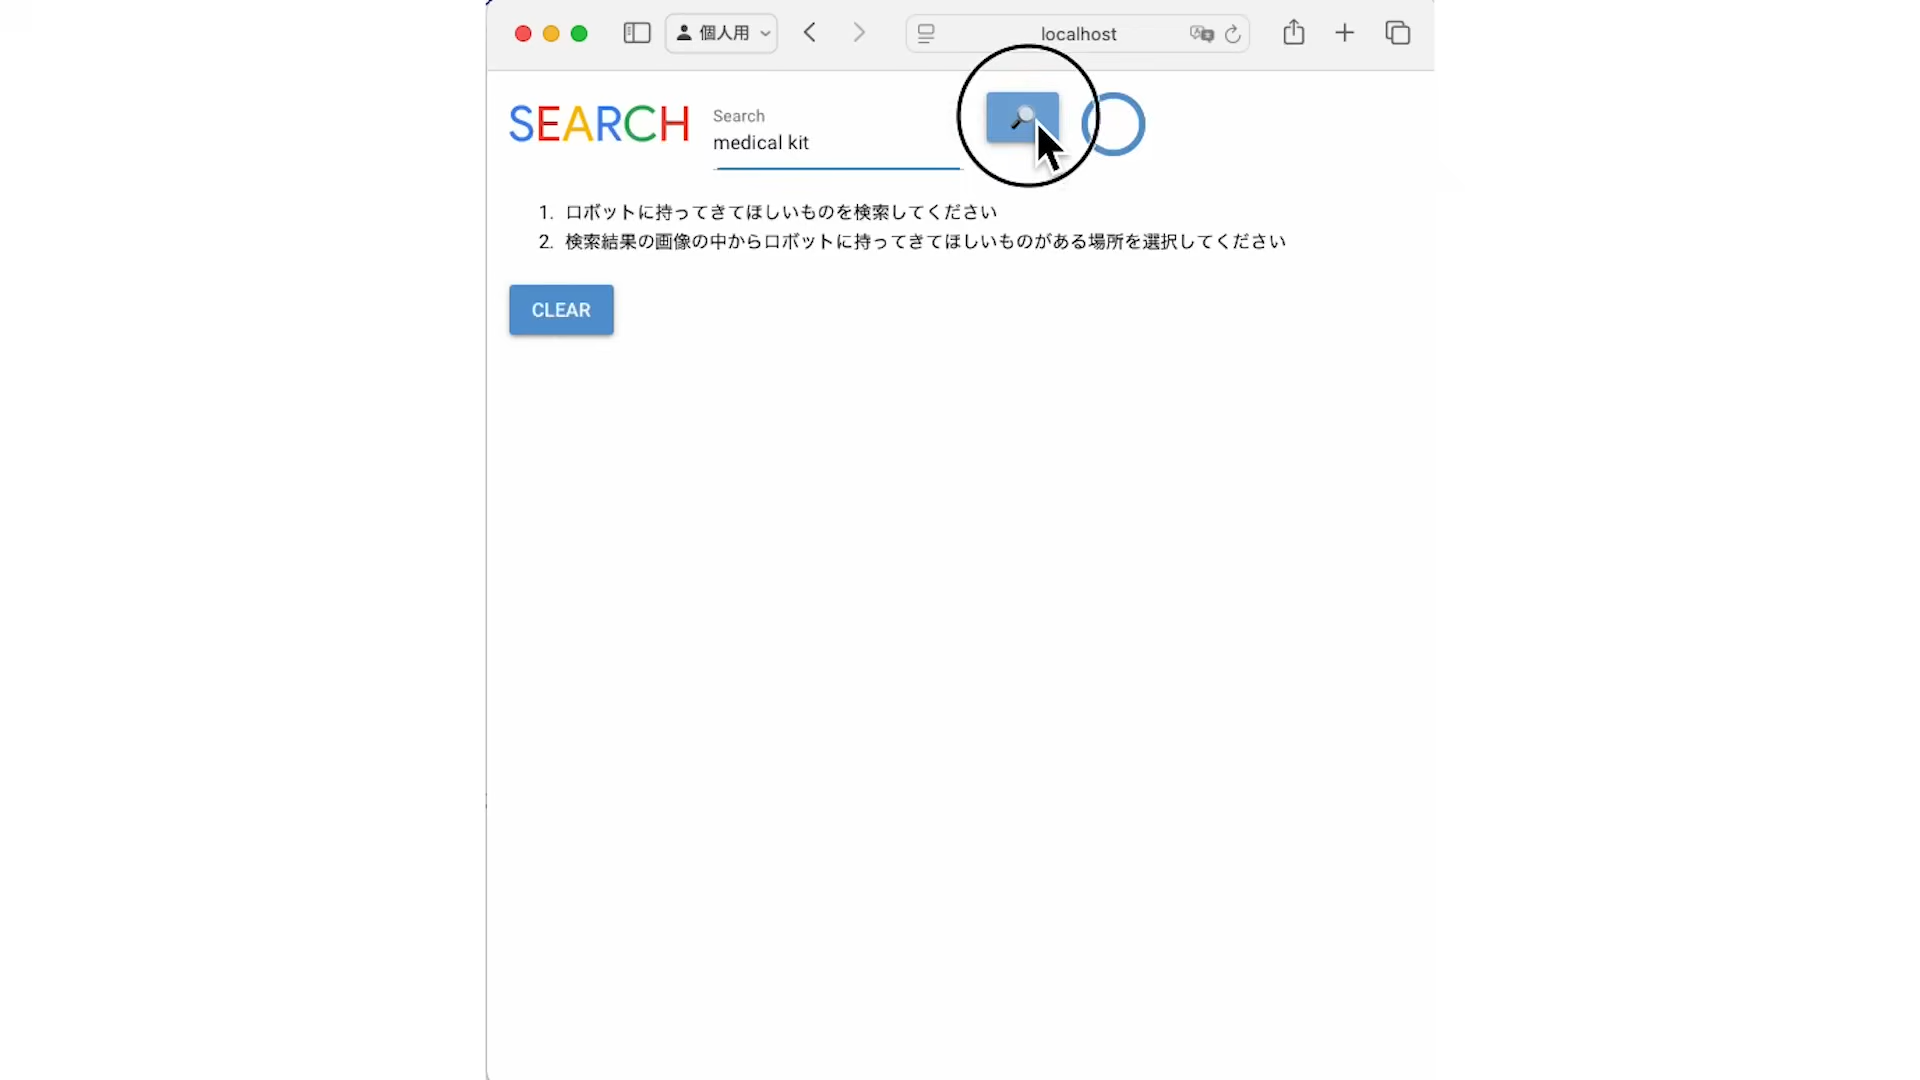 個人用
localhost
SEARCH
Search
medical kit
1. ロボットに持ってきてほしいものを検索してください
2. 検索結果の画像の中からロボットに持ってきてほしいものがある場所を選択してください
CLEAR